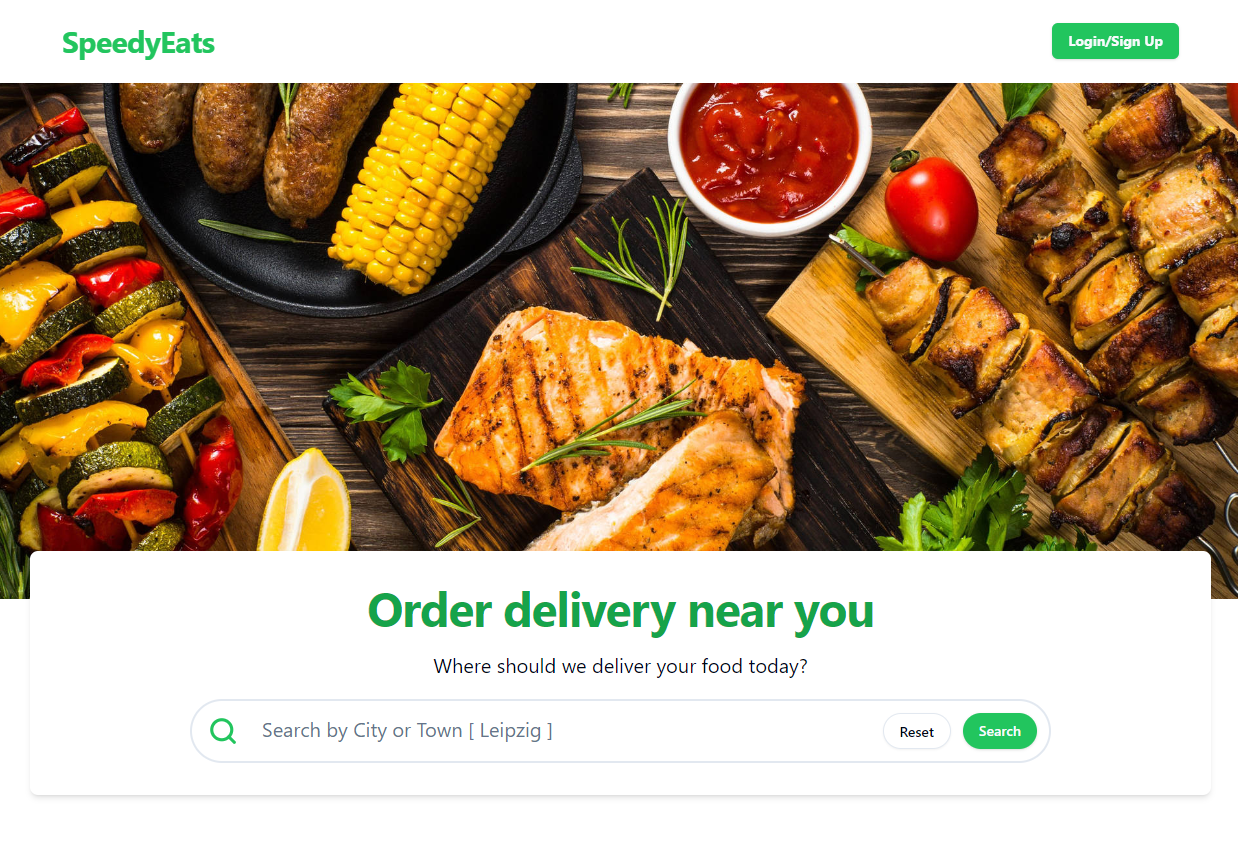 SpeedyEats
Login/Sign Up
Order delivery near you
Where should we deliver your food today?
Search by City or Town [ Leipzig ]
Reset
Search